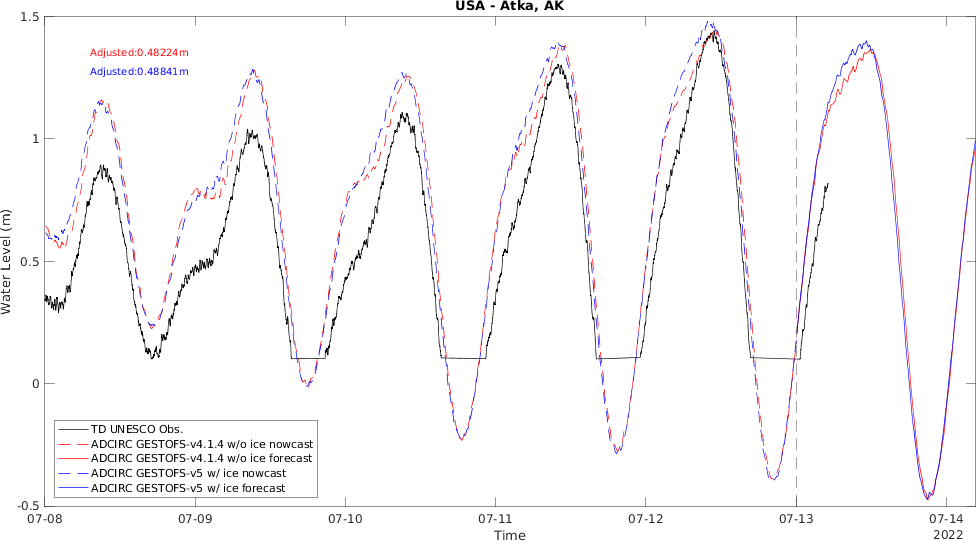 USA - Atka, AK
Adjusted:0.48224m
Adjusted:0.48841m
Water Level (m)
1.5
1
0.5
0
-0.5
TD UNESCO Obs.
ADCIRC GESTOFS-v4.1.4 w/o ice nowcast
ADCIRC GESTOFS-v4.1.4 w/o ice forecast
ADCIRC GESTOFS-v5 w/ ice nowcast
ADCIRC GESTOFS-v5 w/ ice forecast
07-08 07-09 07-10 07-11 07-12 07-13 07-14
Time
2022